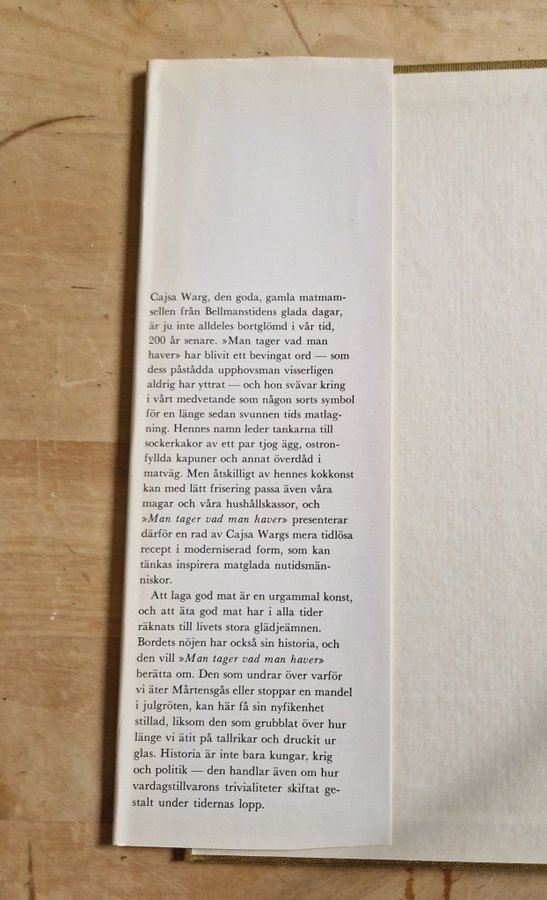 Cajsa Warg, den goda, gamla matmam-
sellen från Bellmanstidens glada dagar,
är ju inte alldeles bortglömd i vår tid,
200 år senare. »Man tager vad man
haver» har blivit ett bevingat ord — som
dess påstådda upphovsman visserligen
aldrig har yttrat — och hon svävar kring
i vårt medvetande som någon sorts symbol
för en länge sedan svunnen tids matlag-
ning. Hennes namn leder tankarna till
sockerkakor av ett par tjog ägg, ostron-
fyllda kapuner och annat överdåd i
matväg. Men åtskilligt av hennes kokkonst
kan med lätt frisering passa även våra
magar och våra hushållskassor, och
»Man tager vad man haver» presenterar
därför en rad av Cajsa Wargs mera tidlösa
recept i moderniserad form, som kan
tänkas inspirera matglada nutidsmän-
niskor.
Att laga god mat är en urgammal konst,
och att äta god mat har i alla tider
räknats till livets stora glädjeämnen.
Bordets nöjen har också sin historia, och
den vill »Man tager vad man haver»
berätta om. Den som undrar över varför
vi äter Mårtensgås eller stoppar en mandel
i julgröten, kan här få sin nyfikenhet
stillad, liksom den som grubblat över hur
länge vi ätit på tallrikar och druckit ur
glas. Historia är inte bara kungar, krig
och politik — den handlar även om hur
vardagstillvarons trivialiteter skiftat ge-
stalt under tidernas lopp.